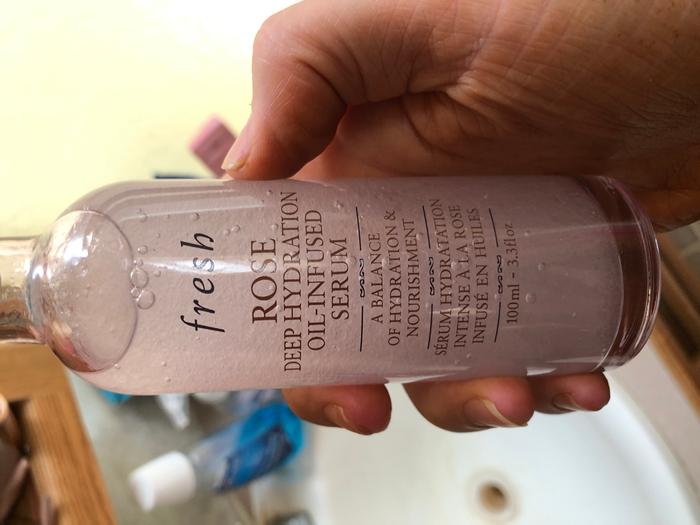 fresh
ROSE
DEEP HYDRATION
OIL-INFUSED
SERUM
A BALANCE
OF HYDRATION &
NOURISHMENT
SÉRUM HYDRATATION
INTENSE À LA ROSE
INFUSÉ EN HUILES
100ml - 3.3fl oz